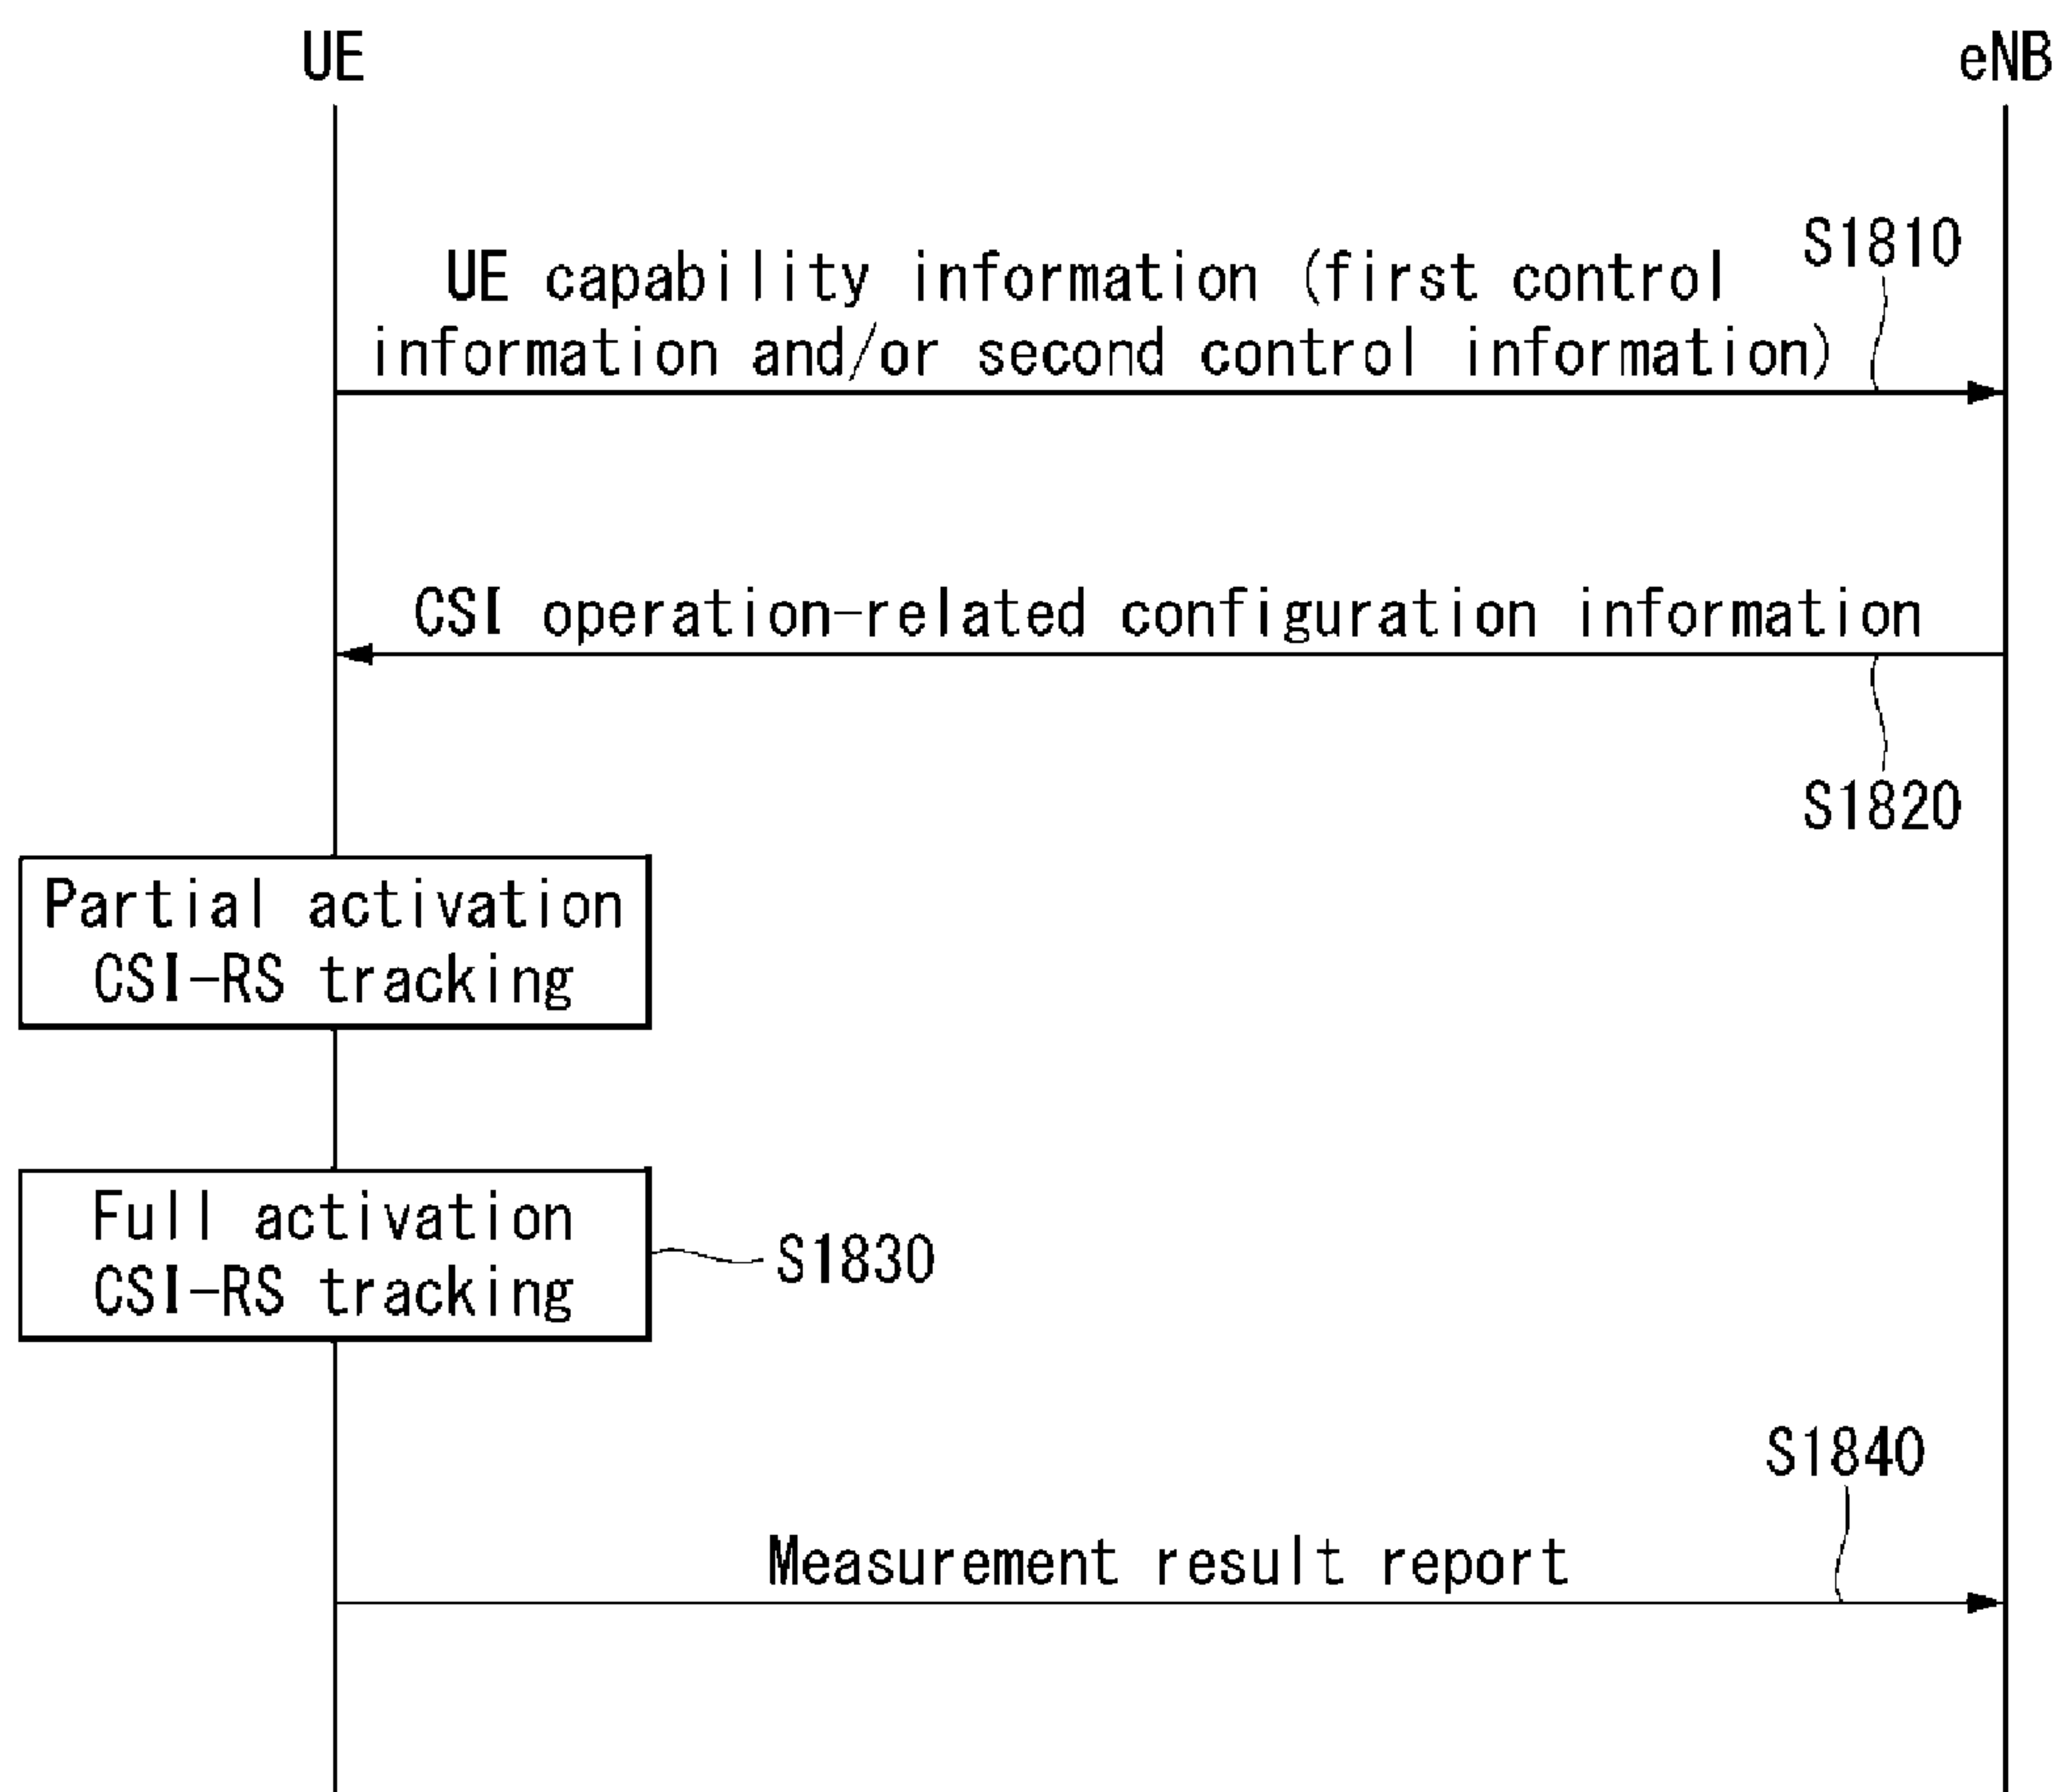 UE
eNB
S1810
UE capability information (first control
information and/or second control information)
CSI operation-related configuration information
S1820
Partial activation
CSI-RS tracking
Full activation
CSI-RS tracking
S1830
S1840
Measurement result report